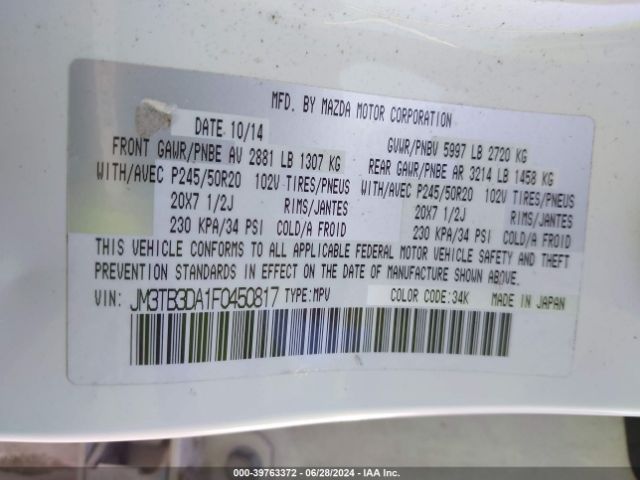 MFD. BY MAZDA MOTOR CORPORATION
DATE 10/14
GVWR/PNBV 5997 LB 2720 KG
FRONT GAWR/PNBE AV 2881 LB 1307 KG
REAR GAWR/PNBE AR 3214 LB 1458 KG
WITH/AVEC P245/50R20 102V TIRES/PNEUS
WITH/AVEC P245/50R20 102V TIRES/PNEUS
20X7 1/2J RIMS/JANTES
20X7 1/2J RIMS/JANTES
230 KPA/34 PSI COLD/A FROID
230 KPA/34 PSI COLD/A FROID
THIS VEHICLE CONFORMS TO ALL APPLICABLE FEDERAL MOTOR VEHICLE SAFETY AND THEFT
PREVENTION STANDARDS IN EFFECT ON THE DATE OF MANUFACTURE SHOWN ABOVE.
VIN: JM3TB3DA1F0450817 TYPE:MPV COLOR CODE:34K MADE IN JAPAN
000-39763372 / 06/28/2024 - IAA Inc.